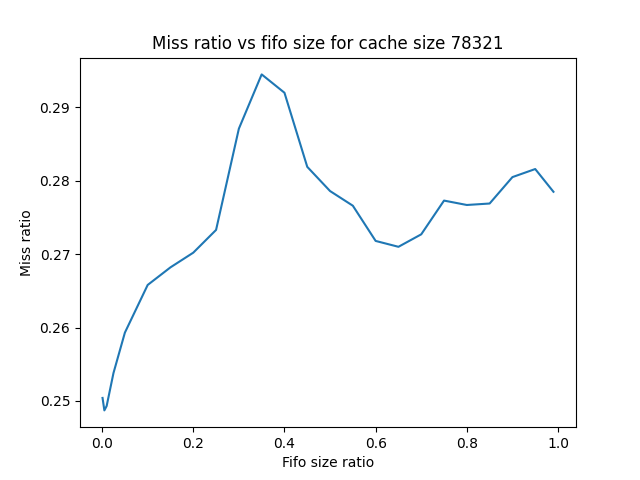 Miss ratio vs fifo size for cache size 78321
Miss ratio
0.29
0.28
0.27
0.26
0.25
0.0 0.2 0.4 0.6 0.8 1.0
Fifo size ratio